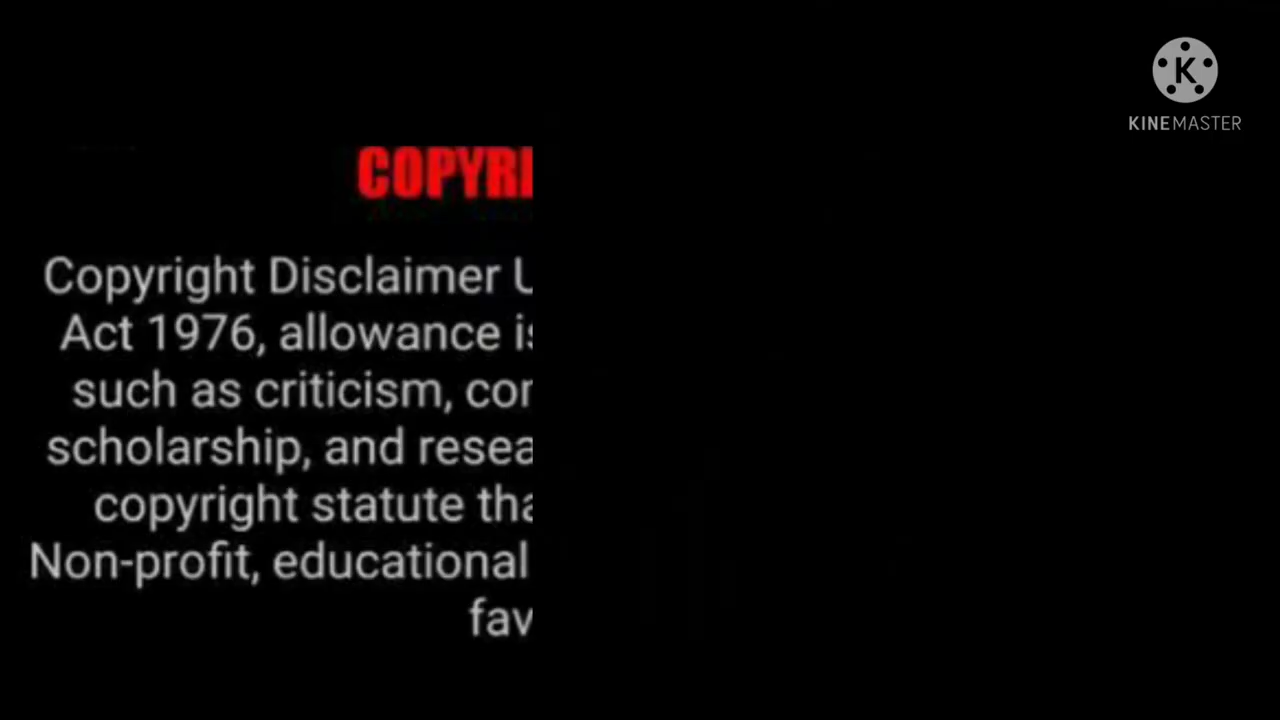 KINEMASTER
COPYRI
Copyright Disclaimer U
Act 1976, allowance is
such as criticism, com
scholarship, and resea
copyright statute tha
Non-profit, educational
fav